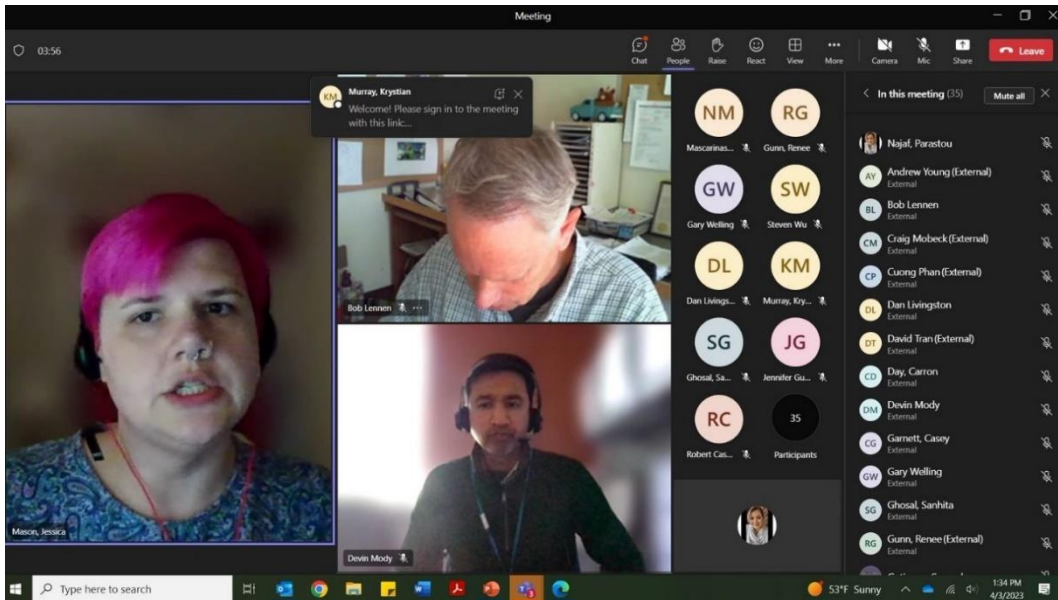 Meeting
03:56
Chat
People
Raise
React
View
More
Camera
Mic
Share
Leave
KM
Murray, Krystian
Welcome! Please sign in to the meeting
with this link:...
Mason, Jessica
Bob Lennen
Devin Mody
NM
RG
Mascarinas...
Gunn, Renee
GW
SW
Gary Welling
Steven Wu
DL
KM
Dan Livings...
Murray, Kry...
SG
JG
Ghosal, Sa...
Jennifer Gu...
RC
35
Robert Cas...
Participants
In this meeting (35)
Mute all
Najaf, Parastou
AY
Andrew Young (External)
External
BL
Bob Lennen
External
CM
Craig Mobeck (External)
External
CP
Cuong Phan (External)
External
DL
Dan Livingston
External
DT
David Tran (External)
External
CD
Day, Carron
External
DM
Devin Mody
External
CG
Garnett, Casey
External
GW
Gary Welling
External
SG
Ghosal, Sanhita
External
RG
Gunn, Renee (External)
External
Type here to search
53°F Sunny
1:34 PM
4/3/2023